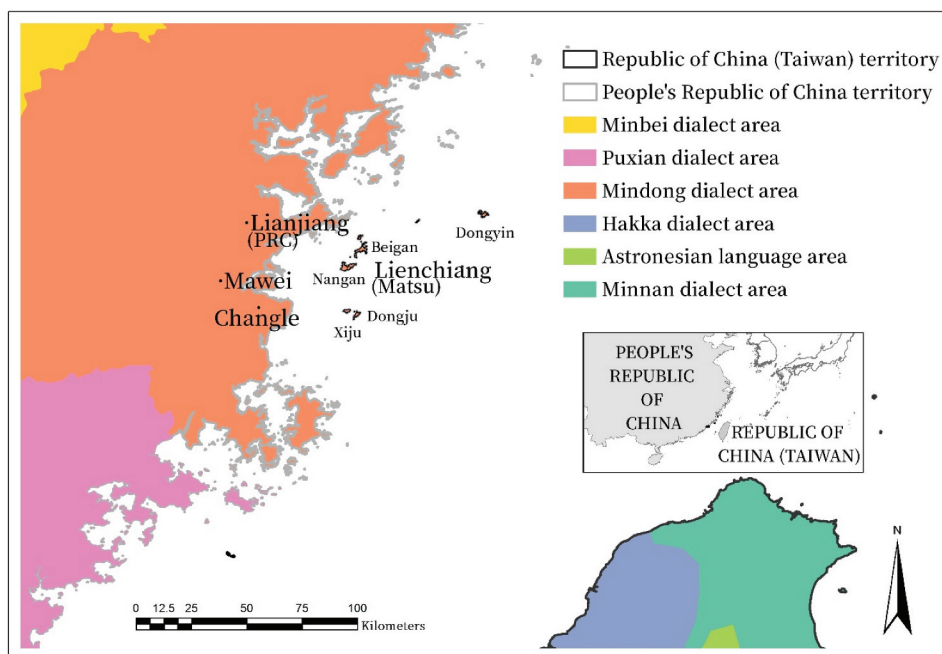 Republic of China (Taiwan) territory
People's Republic of China territory
Minbei dialect area
Puxian dialect area
Mindong dialect area
Hakka dialect area
Astronesian language area
Minnan dialect area
Lianjiang
(PRC)
Mawei
Changle
Dongyin
Beigan
Nangan
Lienchiang
(Matsu)
Xiju
Dongju
PEOPLE'S
REPUBLIC
OF
CHINA
REPUBLIC OF
CHINA (TAIWAN)
N
0 12.5 25 50 75 100
Kilometers